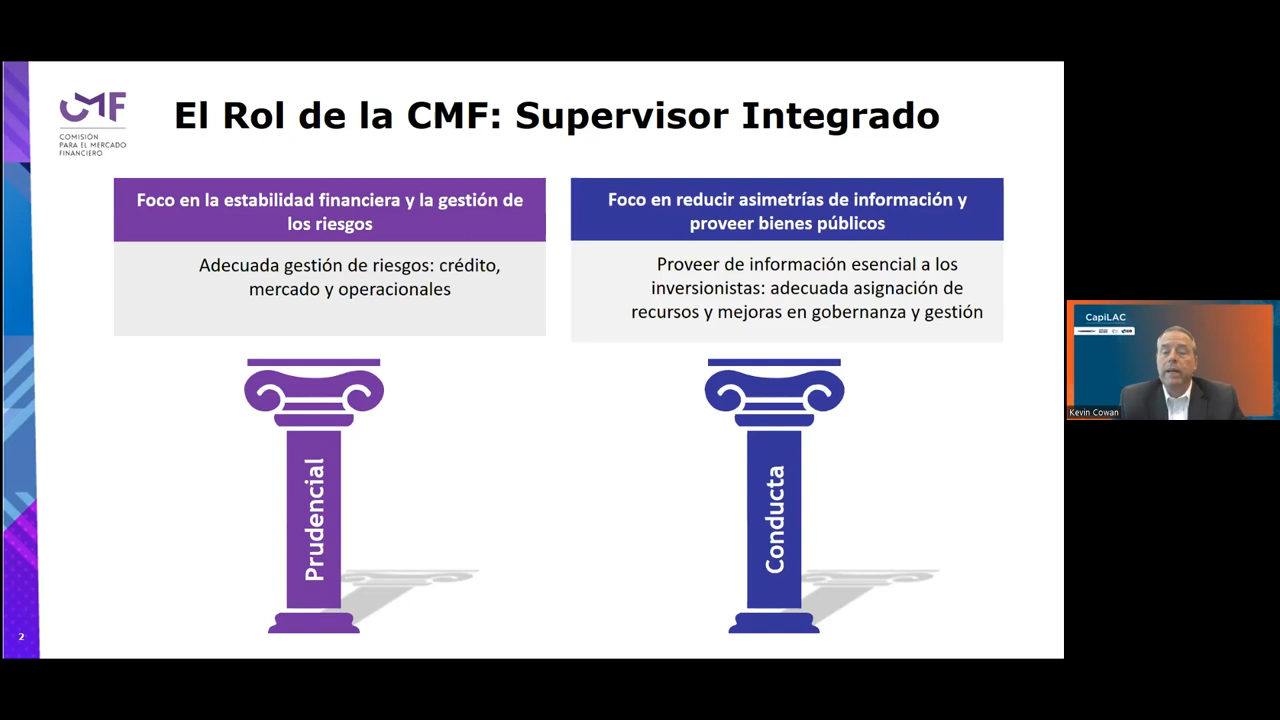 CMF
COMISIÓN
PARA EL MERCADO
FINANCIERO
El Rol de la CMF: Supervisor Integrado
Foco en la estabilidad financiera y la gestión de
los riesgos
Adecuada gestión de riesgos: crédito,
mercado y operacionales
Foco en reducir asimetrías de información y
proveer bienes públicos
Proveer de información esencial a los
inversionistas: adecuada asignación de
recursos y mejoras en gobernanza y gestión
Prudencial
Conducta
2
CapiLAC
Kevin Cowan